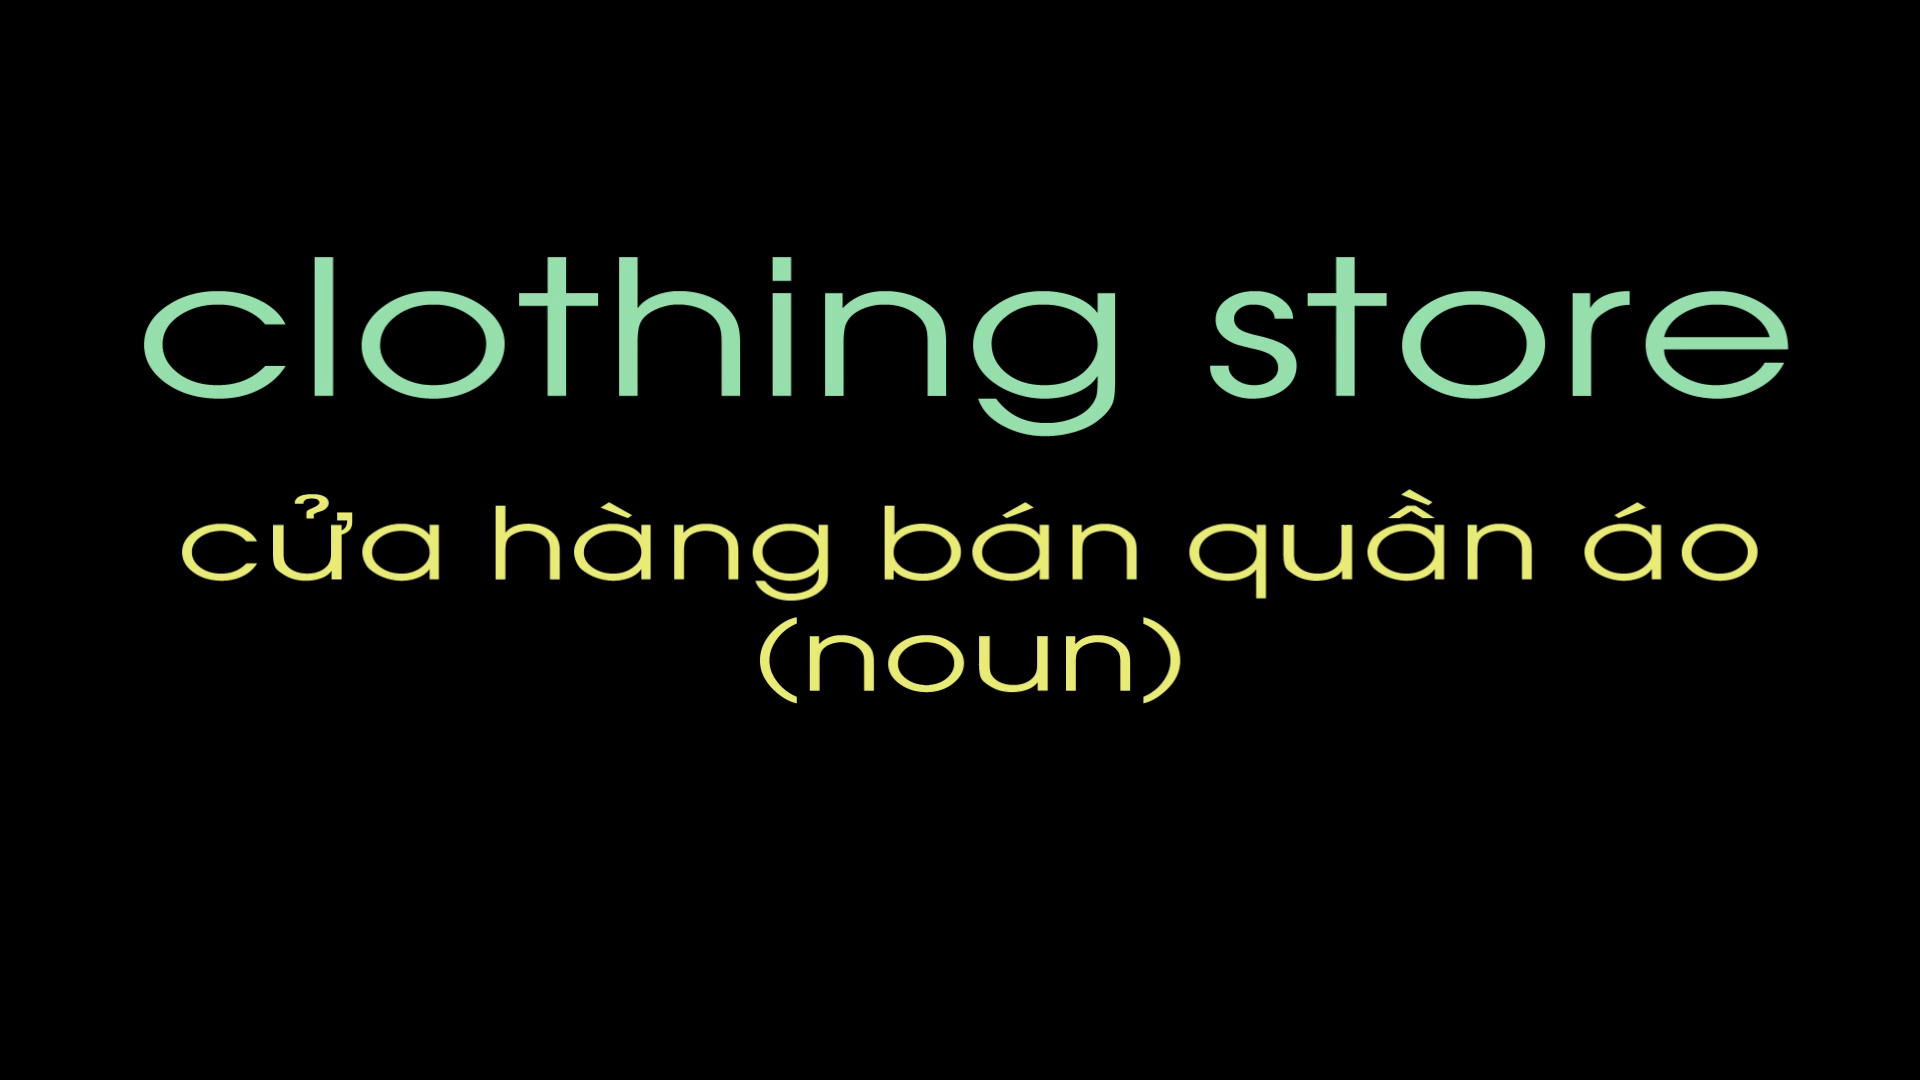 clothing store
cửa hàng bán quần áo
(noun)